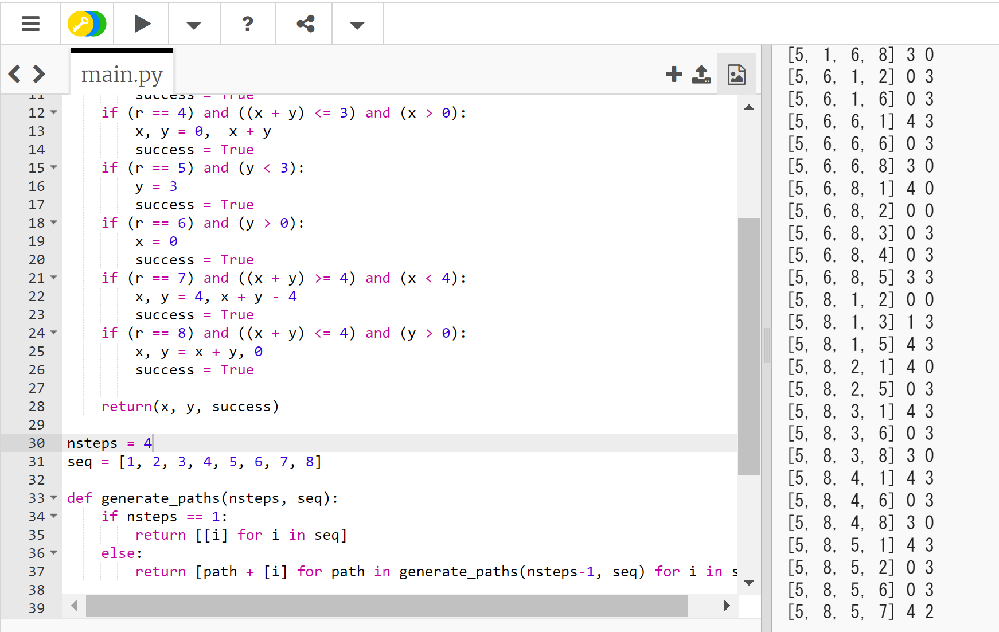 ?
main.py
11 success = True
12 if (r == 4) and ((x + y) <= 3) and (x > 0):
13 x, y = 0,  x + y
14 success = True
15 if (r == 5) and (y < 3):
16 y = 3
17 success = True
18 if (r == 6) and (y > 0):
19 x = 0
20 success = True
21 if (r == 7) and ((x + y) >= 4) and (x < 4):
22 x, y = 4, x + y - 4
23 success = True
24 if (r == 8) and ((x + y) <= 4) and (y > 0):
25 x, y = x + y, 0
26 success = True
27
28 return(x, y, success)
29
30 nsteps = 4
31 seq = [1, 2, 3, 4, 5, 6, 7, 8]
32
33 def generate_paths(nsteps, seq):
34 if nsteps == 1:
35 return [[i] for i in seq]
36 else:
37 return [path + [i] for path in generate_paths(nsteps-1, seq) for i in s
38
39
[5, 1, 6, 8] 3 0
[5, 6, 1, 2] 0 3
[5, 6, 1, 6] 0 3
[5, 6, 6, 1] 4 3
[5, 6, 6, 6] 0 3
[5, 6, 6, 8] 3 0
[5, 6, 8, 1] 4 0
[5, 6, 8, 2] 0 0
[5, 6, 8, 3] 0 3
[5, 6, 8, 4] 0 3
[5, 6, 8, 5] 3 3
[5, 8, 1, 2] 0 0
[5, 8, 1, 3] 1 3
[5, 8, 1, 5] 4 3
[5, 8, 2, 1] 4 0
[5, 8, 2, 5] 0 3
[5, 8, 3, 1] 4 3
[5, 8, 3, 6] 0 3
[5, 8, 3, 8] 3 0
[5, 8, 4, 1] 4 3
[5, 8, 4, 6] 0 3
[5, 8, 4, 8] 3 0
[5, 8, 5, 1] 4 3
[5, 8, 5, 2] 0 3
[5, 8, 5, 6] 0 3
[5, 8, 5, 7] 4 2